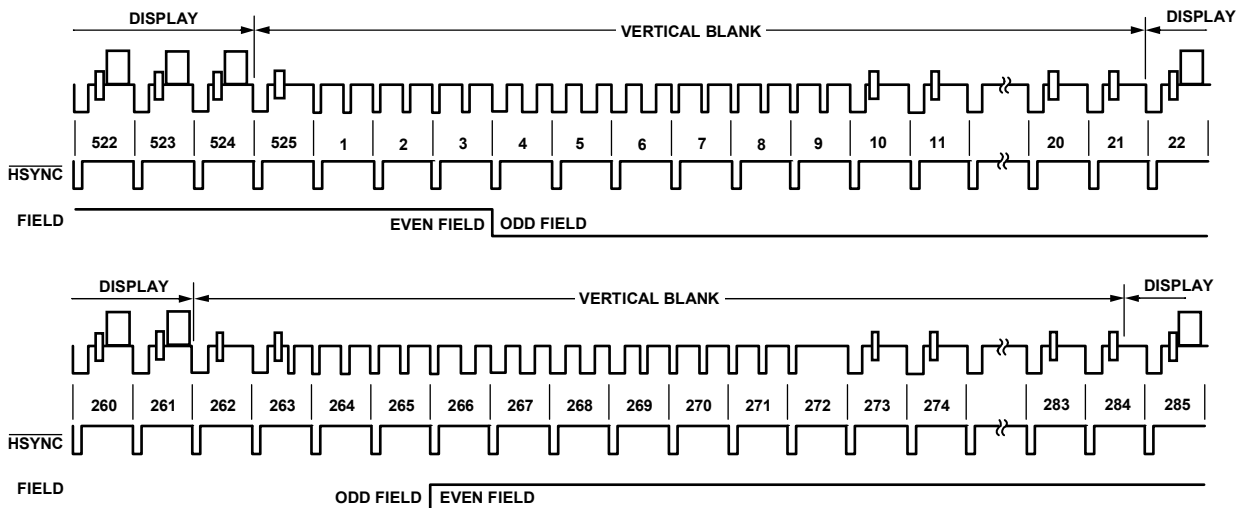 DISPLAY VERTICAL BLANK DISPLAY
522 523 524 525 1 2 3 4 5 6 7 8 9 10 11 20 21 22
HSYNC
FIELD EVEN FIELD ODD FIELD
DISPLAY VERTICAL BLANK DISPLAY
260 261 262 263 264 265 266 267 268 269 270 271 272 273 274 283 284 285
HSYNC
FIELD ODD FIELD EVEN FIELD